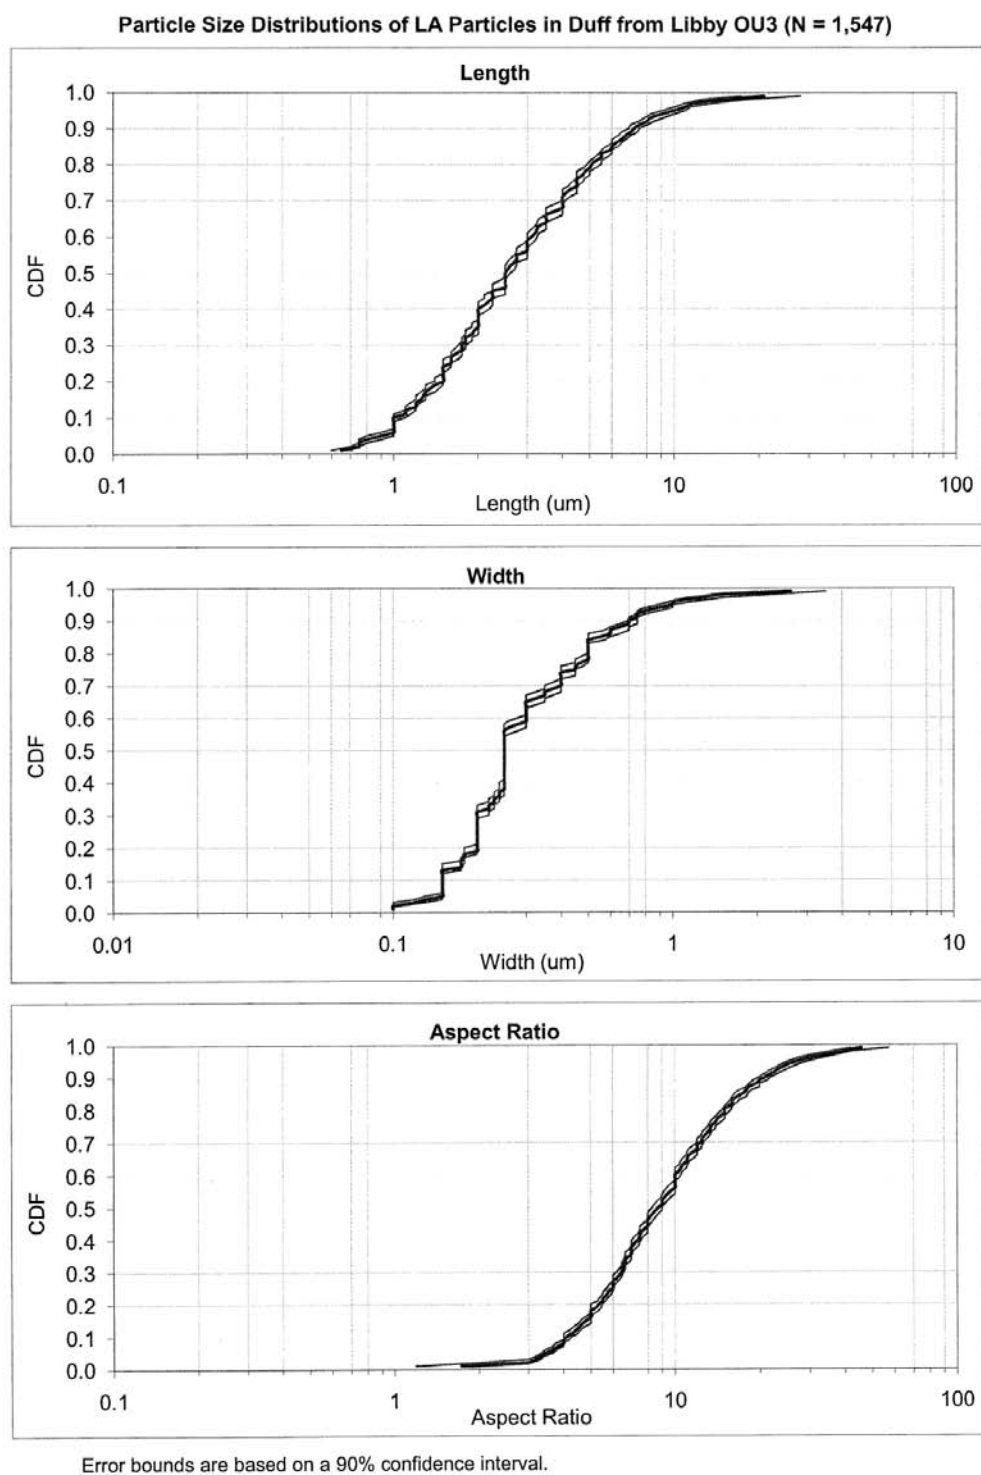 Particle Size Distributions of LA Particles in Duff from Libby OU3 (N = 1,547)
Length
1.0
0.9
0.8
0.7
0.6
0.5
0.4
0.3
0.2
0.1
0.0
CDF
0.1 1 10 100
Length (um)
Width
1.0
0.9
0.8
0.7
0.6
0.5
0.4
0.3
0.2
0.1
0.0
CDF
0.01 0.1 1 10
Width (um)
Aspect Ratio
1.0
0.9
0.8
0.7
0.6
0.5
0.4
0.3
0.2
0.1
0.0
CDF
0.1 1 10 100
Aspect Ratio
Error bounds are based on a 90% confidence interval.